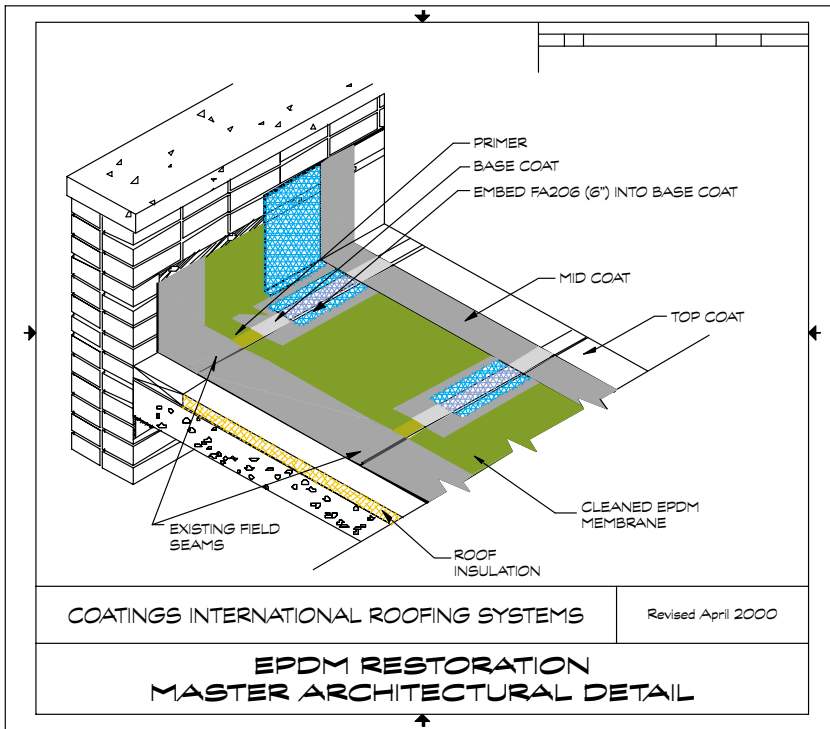 PRIMER
BASE COAT
EMBED FA206 (6") INTO BASE COAT
MID COAT
TOP COAT
CLEANED EPDM
MEMBRANE
EXISTING FIELD
SEAMS
ROOF
INSULATION
COATINGS INTERNATIONAL ROOFING SYSTEMS
Revised April 2000
EPDM RESTORATION
MASTER ARCHITECTURAL DETAIL